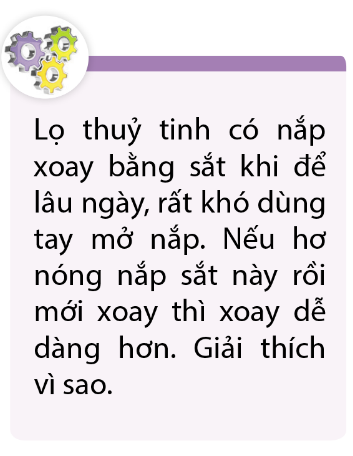 Lọ thuỷ tinh có nắp
xoay bằng sắt khi để
lâu ngày, rất khó dùng
tay mở nắp. Nếu hơ
nóng nắp sắt này rồi
mới xoay thì xoay dễ
dàng hơn. Giải thích
vì sao.